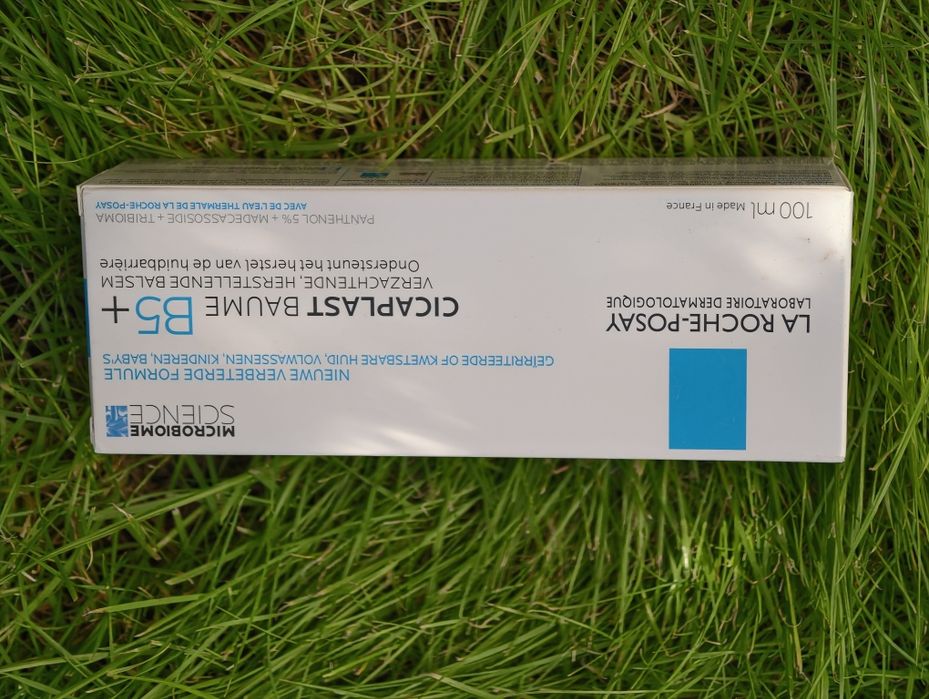 LA ROCHE-POSAY
LABORATOIRE DERMATOLOGIQUE
100 ml Made in France
MICROBIOME
SCIENCE
NIEUWE VERBETERDE FORMULE
GEÏRRITEERDE OF KWETSBARE HUID, VOLWASSENEN, KINDEREN, BABY'S
CICAPLAST BAUME B5+
VERZACHTENDE, HERSTELLENDE BALSEM
Ondersteunt het herstel van de huidbarrière
PANTHENOL 5% + MADECASSOSIDE + TRIBIOMA
AVEC DE L'EAU THERMALE DE LA ROCHE-POSAY